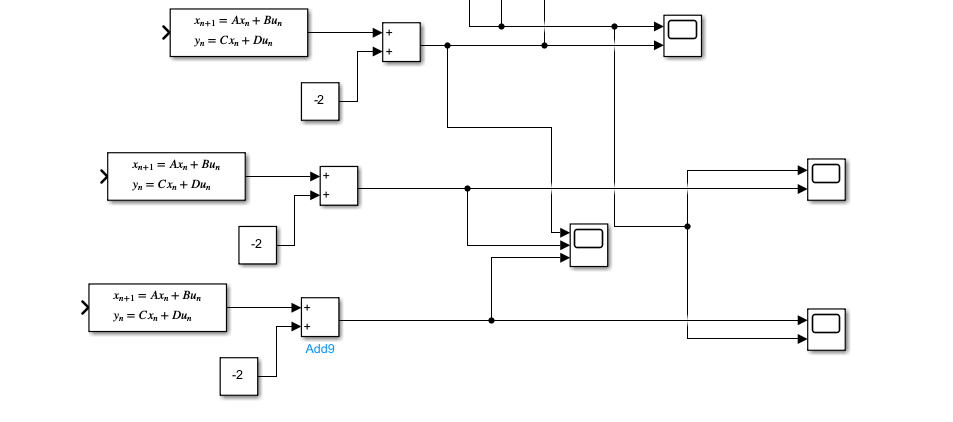 xₙ₊₁ = Axₙ + Buₙ
yₙ = Cxₙ + Duₙ
+
+
-2
xₙ₊₁ = Axₙ + Buₙ
yₙ = Cxₙ + Duₙ
+
+
-2
xₙ₊₁ = Axₙ + Buₙ
yₙ = Cxₙ + Duₙ
+
+
Add9
-2